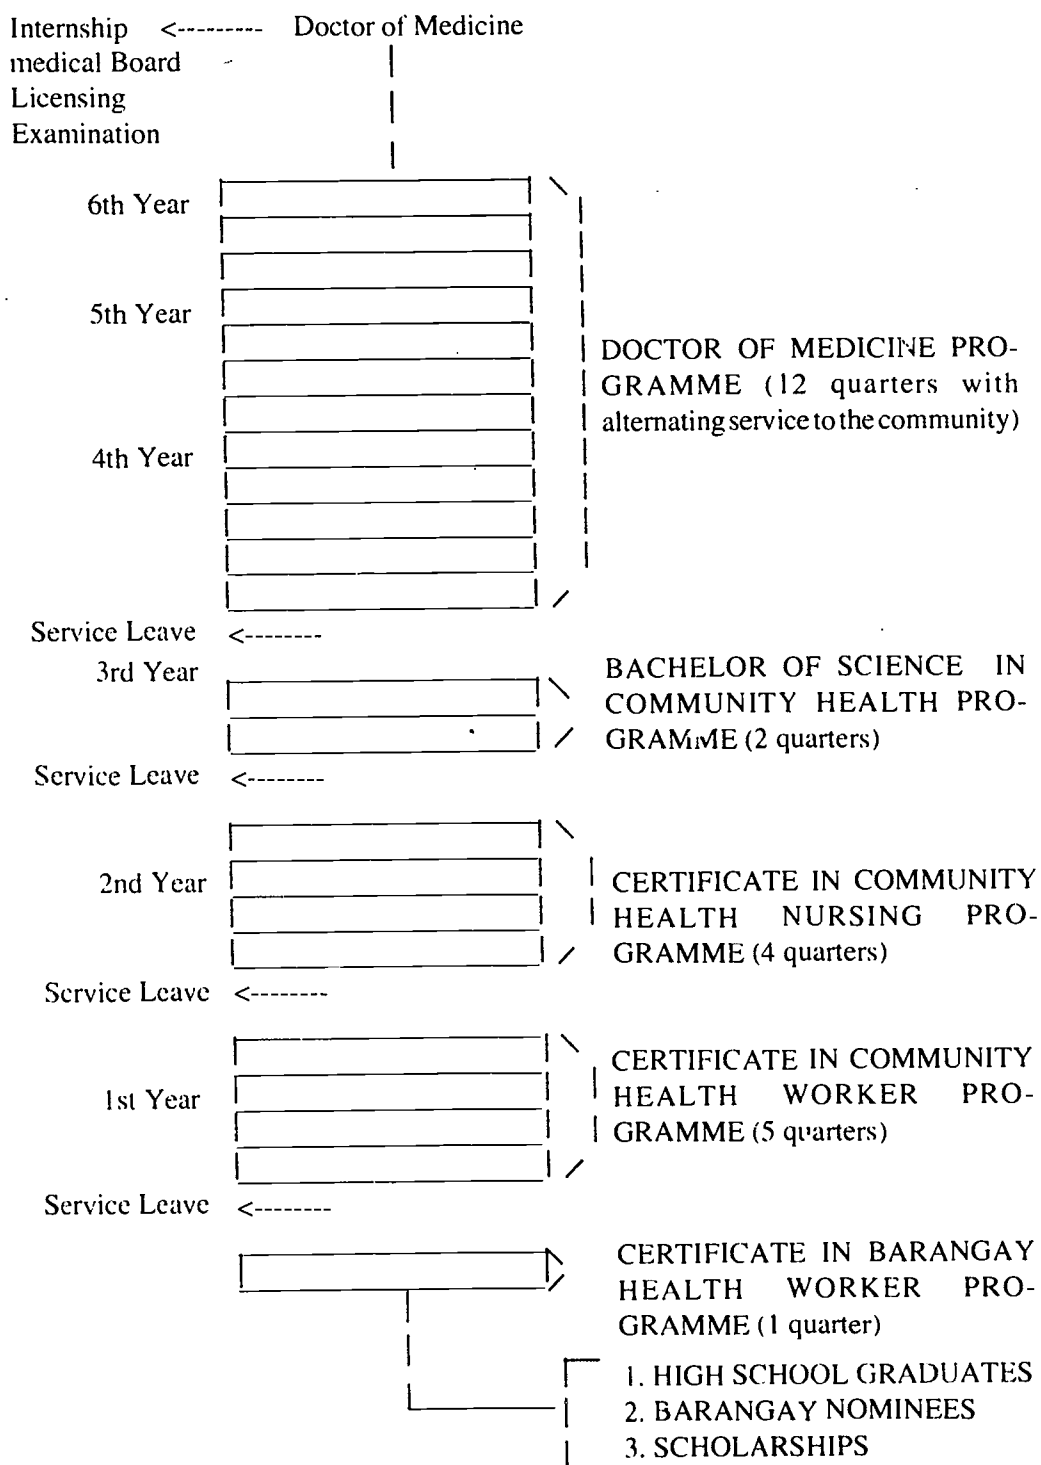 Internship <--------- Doctor of Medicine
medical Board
Licensing
Examination
6th Year
5th Year
DOCTOR OF MEDICINE PRO-
GRAMME (12 quarters with
alternating service to the community)
4th Year
Service Leave <--------
3rd Year
BACHELOR OF SCIENCE IN
COMMUNITY HEALTH PRO-
GRAMME (2 quarters)
Service Leave <--------
2nd Year
CERTIFICATE IN COMMUNITY
HEALTH NURSING PRO-
GRAMME (4 quarters)
Service Leave <--------
1st Year
CERTIFICATE IN COMMUNITY
HEALTH WORKER PRO-
GRAMME (5 quarters)
Service Leave <--------
CERTIFICATE IN BARANGAY
HEALTH WORKER PRO-
GRAMME (1 quarter)
1. HIGH SCHOOL GRADUATES
2. BARANGAY NOMINEES
3. SCHOLARSHIPS